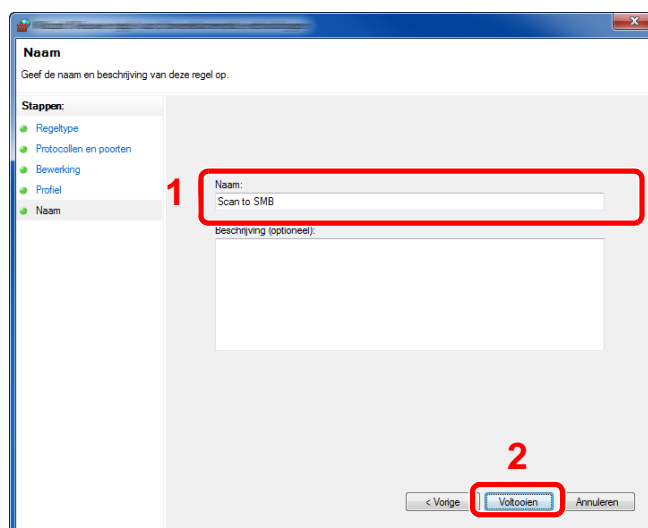 Naam
Geef de naam en beschrijving van deze regel op.
Stappen:
Regeltype
Protocollen en poorten
Bewerking
Profiel
Naam
1
Naam:
Scan to SMB
Beschrijving (optioneel):
2
< Vorige
Voltooien
Annuleren